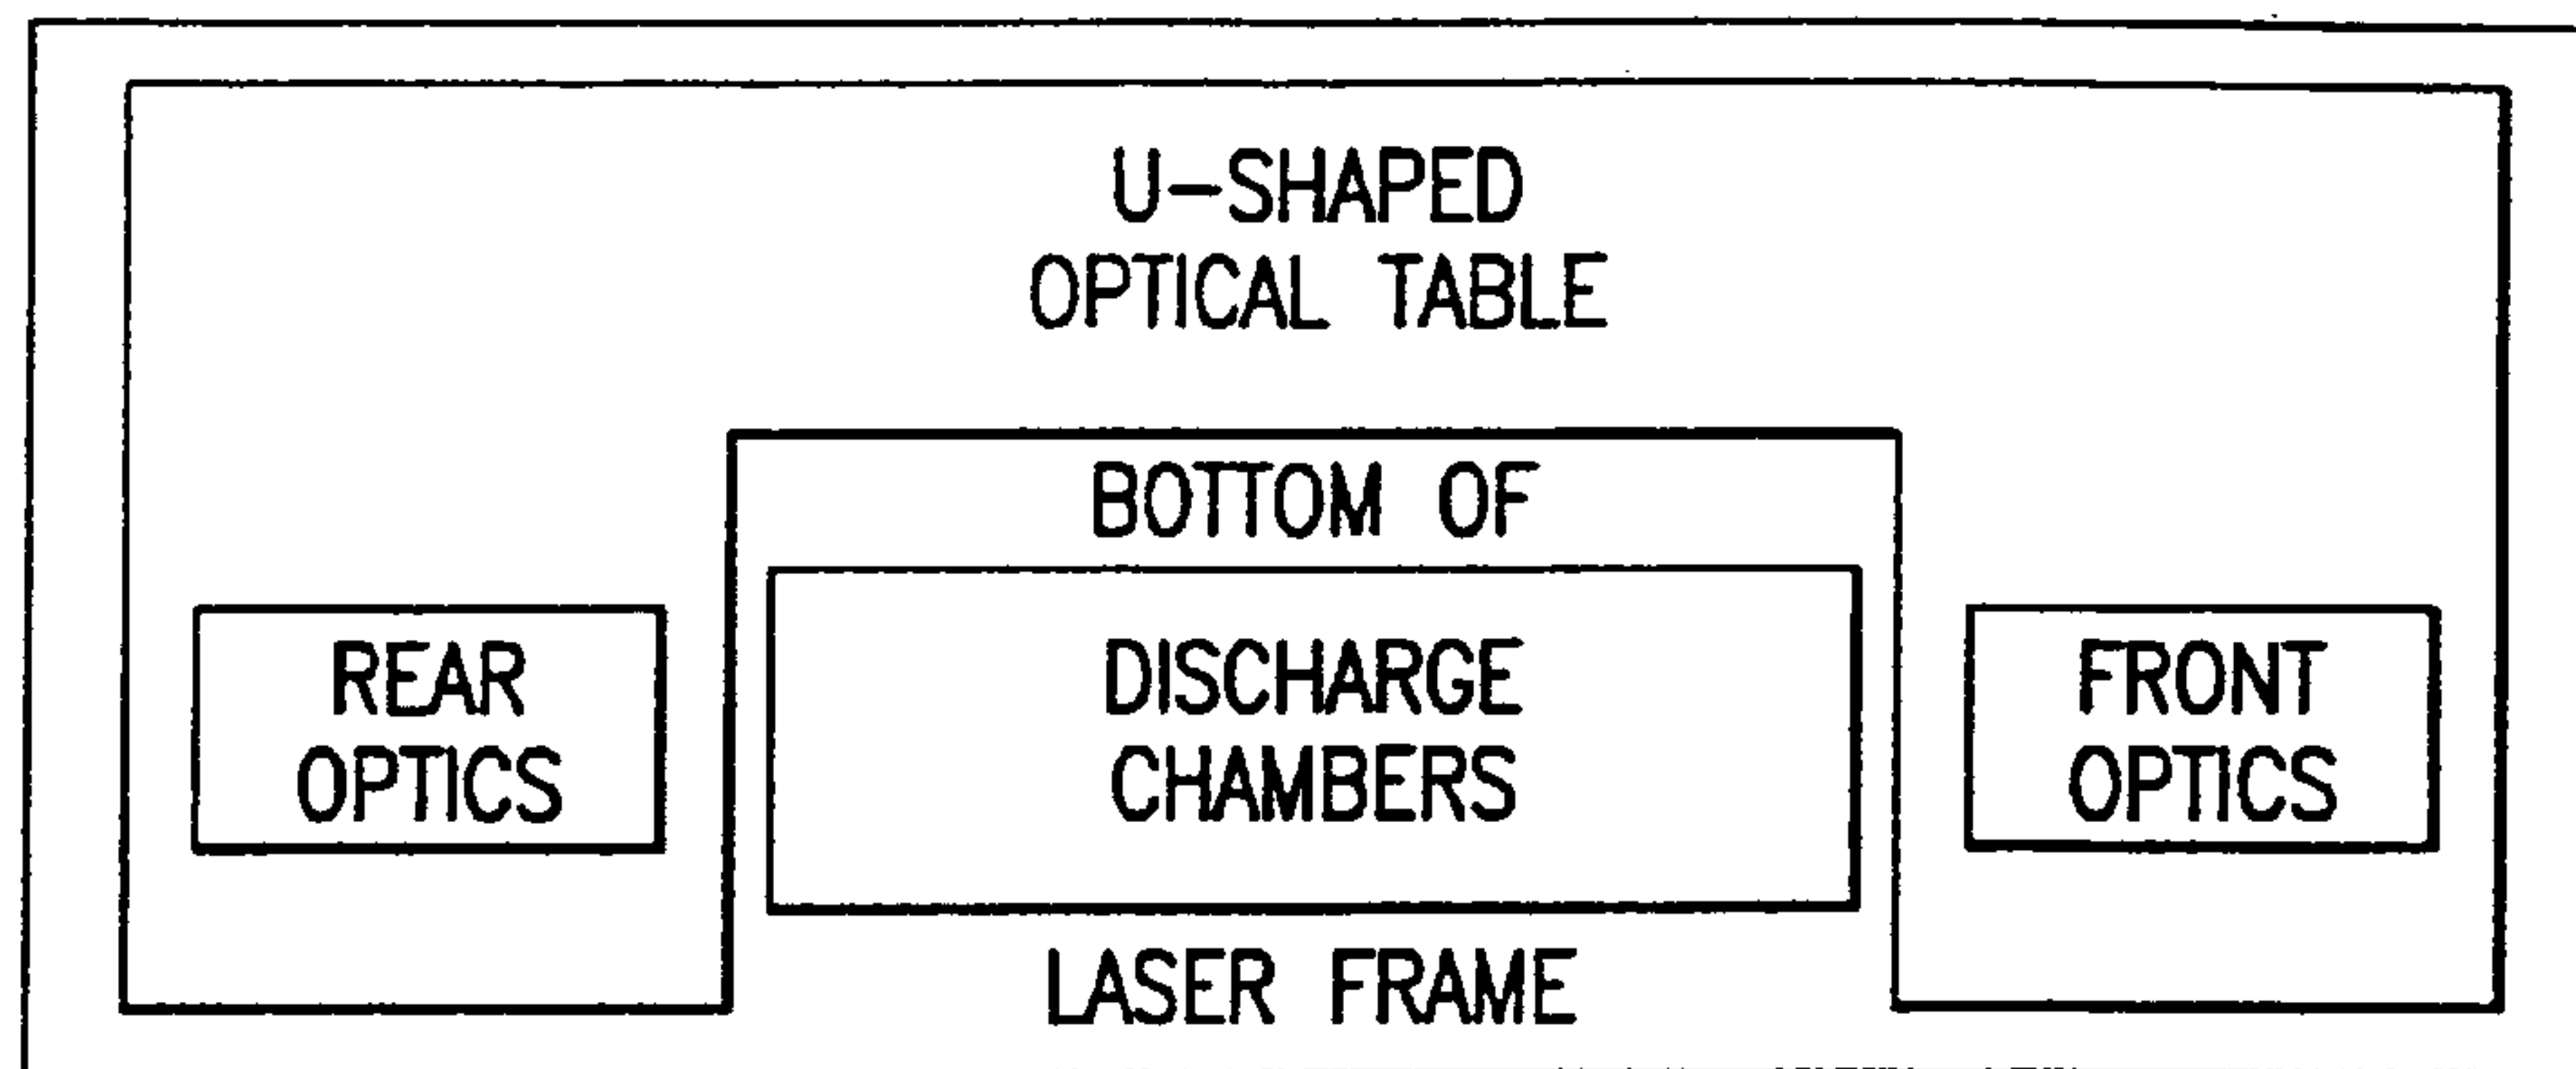 U-SHAPED
OPTICAL TABLE
BOTTOM OF
REAR
OPTICS
DISCHARGE
CHAMBERS
FRONT
OPTICS
LASER FRAME